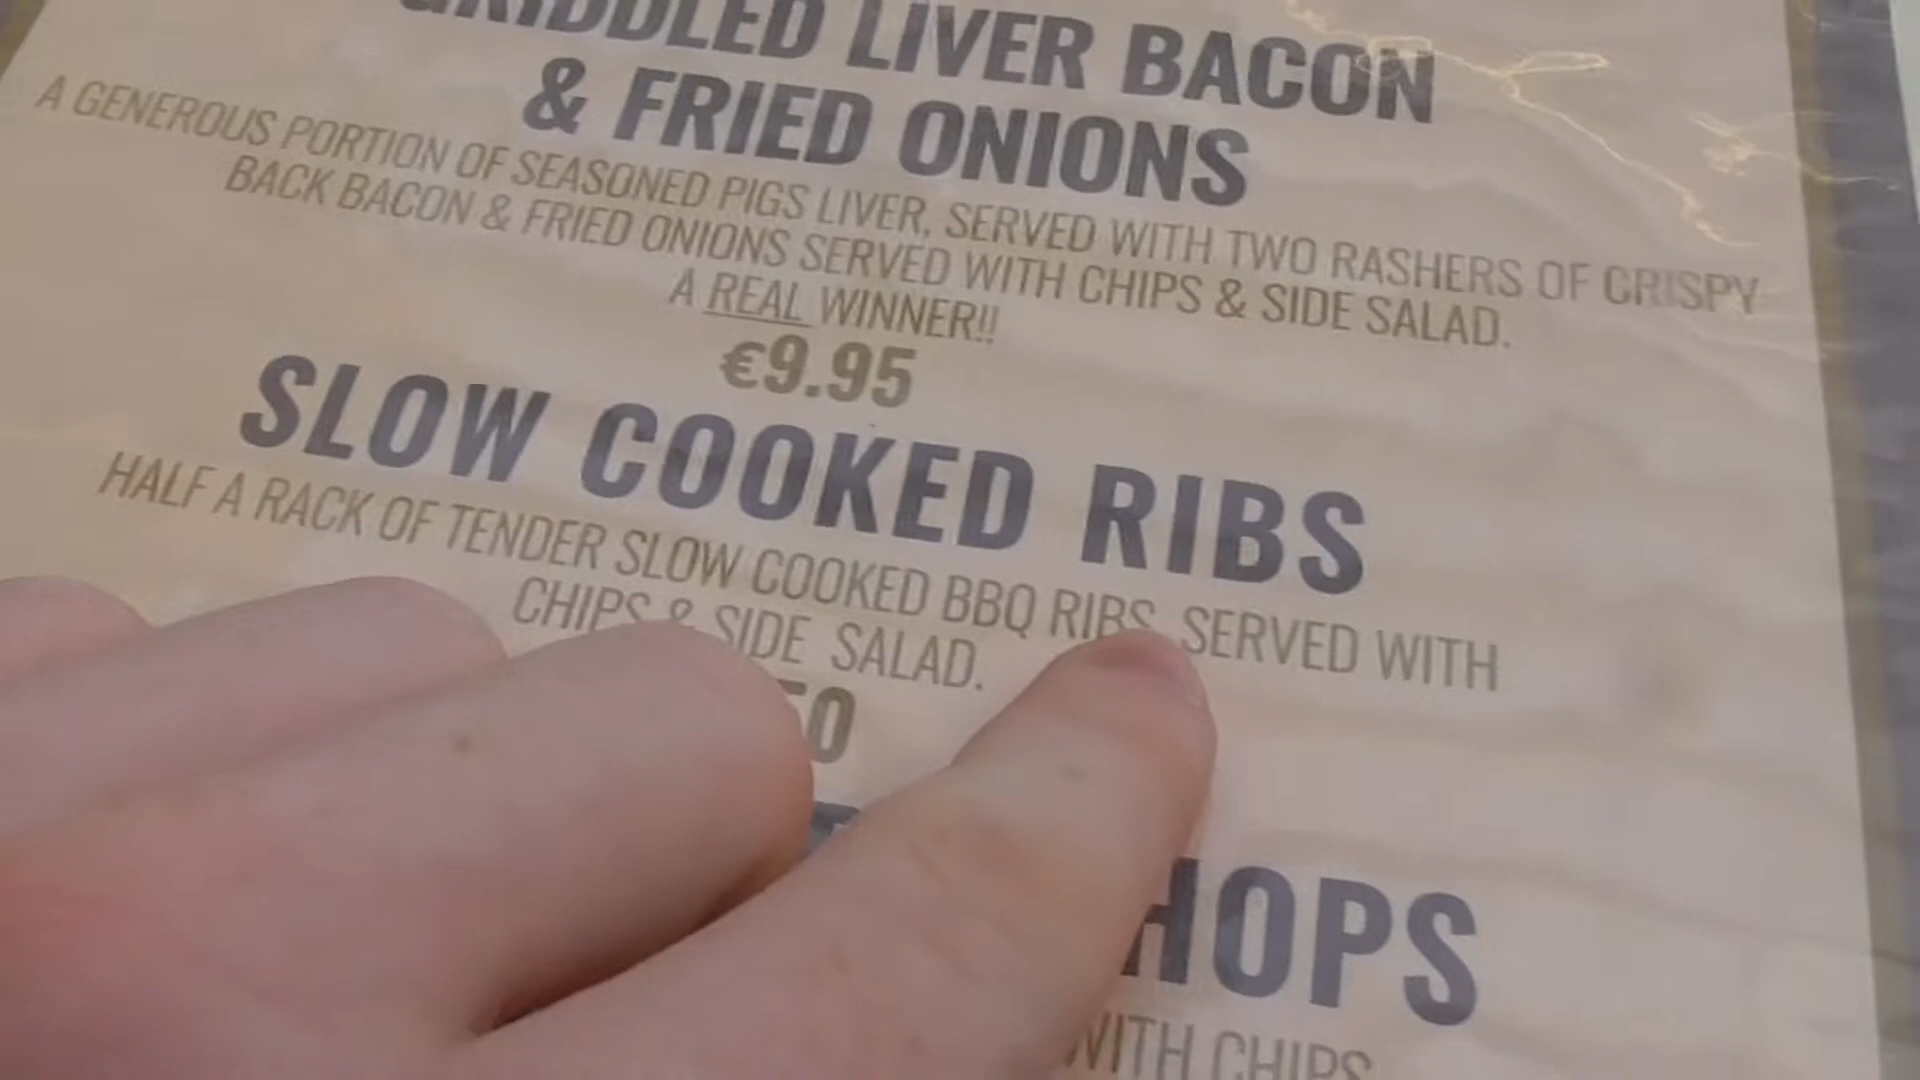 GRIDDLED LIVER BACON
& FRIED ONIONS
A GENEROUS PORTION OF SEASONED PIGS LIVER, SERVED WITH TWO RASHERS OF CRISPY
BACK BACON & FRIED ONIONS SERVED WITH CHIPS & SIDE SALAD.
A REAL WINNER!!
€9.95
SLOW COOKED RIBS
HALF A RACK OF TENDER SLOW COOKED BBQ RIBS, SERVED WITH
CHIPS & SIDE SALAD.
50
HOPS
WITH CHIPS